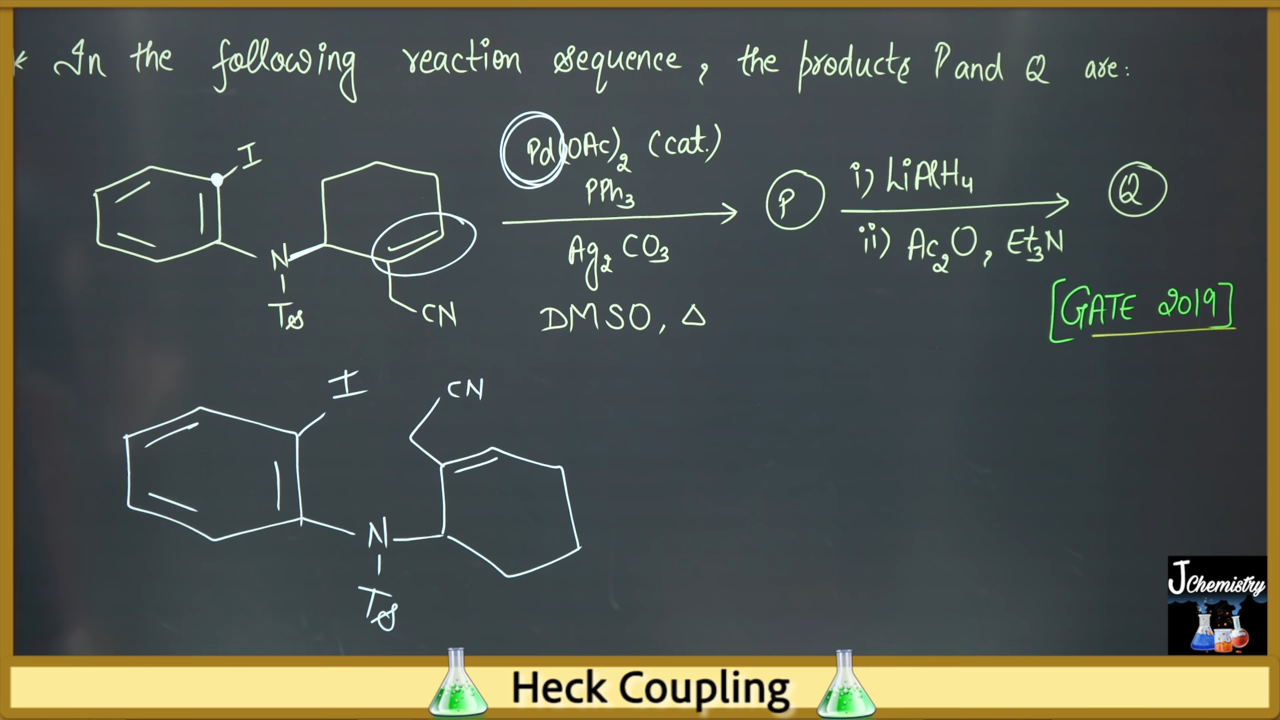 * In the following reaction sequence, the products P and Q are:
I
N
Ts
CN
Pd(OAc)2 (cat.)
PPh3
Ag2CO3
DMSO, Δ
P
i) LiAlH4
ii) Ac2O, Et3N
Q
[GATE 2019]
I
CN
N
Ts
J Chemistry
Heck Coupling